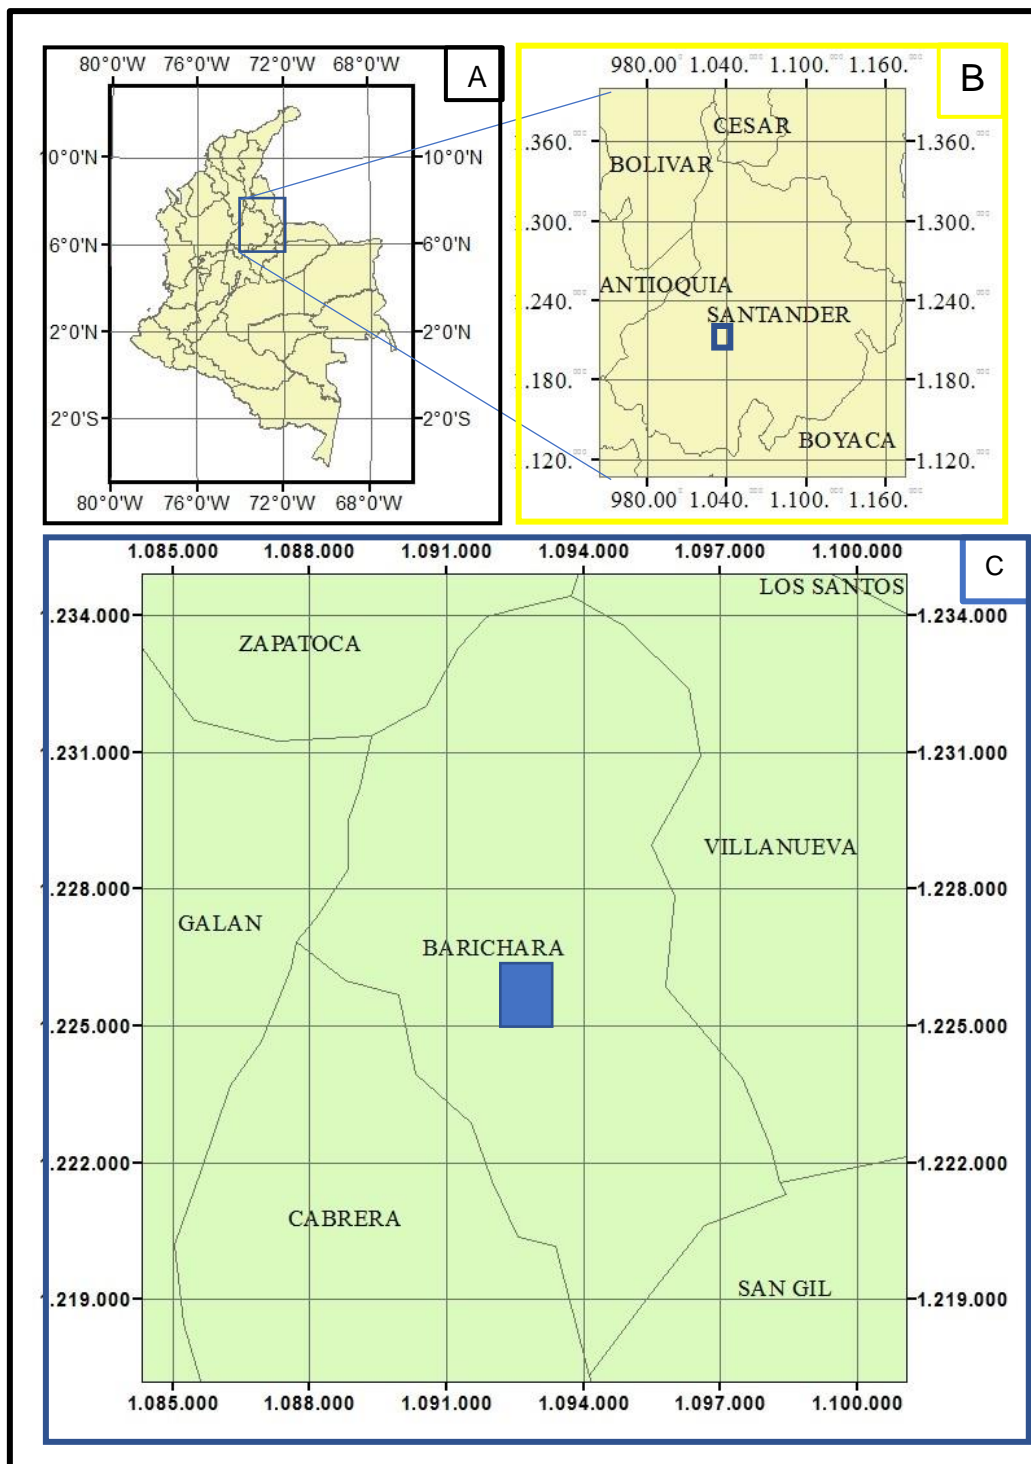 A
80°0'W 76°0'W 72°0'W 68°0'W
0°0'N 10°0'N
6°0'N 6°0'N
2°0'N 2°0'N
2°0'S 2°0'S
80°0'W 76°0'W 72°0'W 68°0'W
B
980.00 1.040. 1.100. 1.160.
CESAR
.360. 1.360.
BOLIVAR
.300. 1.300.
ANTIOQUIA
.240. 1.240.
SANTANDER
.180. 1.180.
BOYACA
.120. 1.120.
980.00 1.040. 1.100. 1.160.
C
1.085.000 1.088.000 1.091.000 1.094.000 1.097.000 1.100.000
LOS SANTOS
1.234.000 1.234.000
ZAPATOCA
1.231.000 1.231.000
VILLANUEVA
1.228.000 1.228.000
GALAN
BARICHARA
1.225.000 1.225.000
1.222.000 1.222.000
CABRERA
SAN GIL
1.219.000 1.219.000
1.085.000 1.088.000 1.091.000 1.094.000 1.097.000 1.100.000